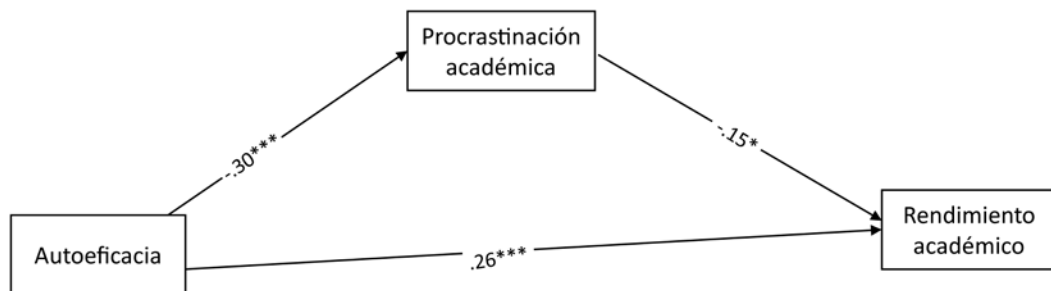 Procrastinación
académica
-.30***
-.15*
Autoeficacia
.26***
Rendimiento
académico